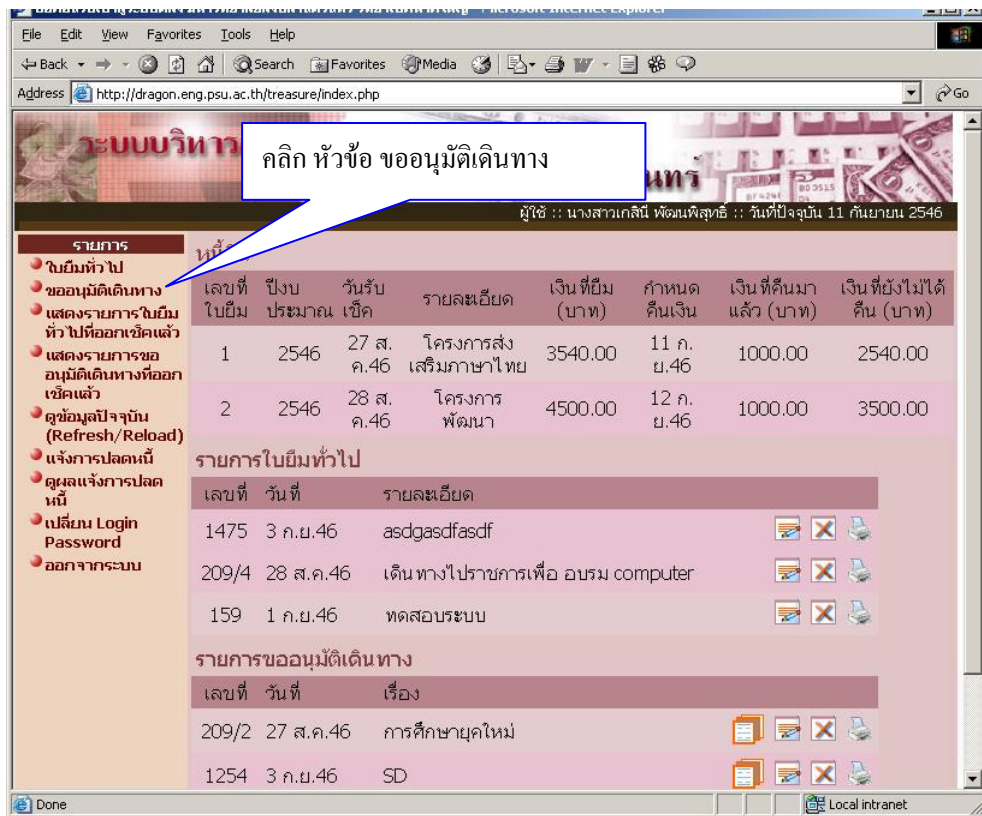 Microsoft Internet Explorer
File Edit View Favorites Tools Help
Back Search Favorites Media
Address http://dragon.eng.psu.ac.th/treasure/index.php Go
ระบบบริหาร
นทร์
คลิก หัวข้อ ขออนุมัติเดินทาง
ผู้ใช้ :: นางสาวเกสินี พัฒนพิสุทธิ์ :: วันที่ปัจจุบัน 11 กันยายน 2546
รายการ
ใบยืมทั่วไป
ขออนุมัติเดินทาง
แสดงรายการใบยืม
ทั่วไปที่ออกเช็คแล้ว
แสดงรายการขอ
อนุมัติเดินทางที่ออก
เช็คแล้ว
ดูข้อมูลปัจจุบัน
(Refresh/Reload)
แจ้งการปลดหนี้
ดูผลแจ้งการปลด
หนี้
เปลี่ยน Login
Password
ออกจากระบบ
เลขที่ ปีงบ วันรับ รายละเอียด เงินที่ยืม กำหนด เงินที่คืนมา เงินที่ยังไม่ได้
ใบยืม ประมาณ เช็ค (บาท) คืนเงิน แล้ว (บาท) คืน (บาท)
1 2546 27 ส. โครงการส่ง 3540.00 11 ก. 1000.00 2540.00
ค.46 เสริมภาษาไทย ย.46
2 2546 28 ส. โครงการ 4500.00 12 ก. 1000.00 3500.00
ค.46 พัฒนา ย.46
รายการใบยืมทั่วไป
เลขที่ วันที่ รายละเอียด
1475 3 ก.ย.46 asdgasdfasdf
209/4 28 ส.ค.46 เดินทางไปราชการเพื่อ อบรม computer
159 1 ก.ย.46 ทดสอบระบบ
รายการขออนุมัติเดินทาง
เลขที่ วันที่ เรื่อง
209/2 27 ส.ค.46 การศึกษายุคใหม่
1254 3 ก.ย.46 SD
Done Local intranet